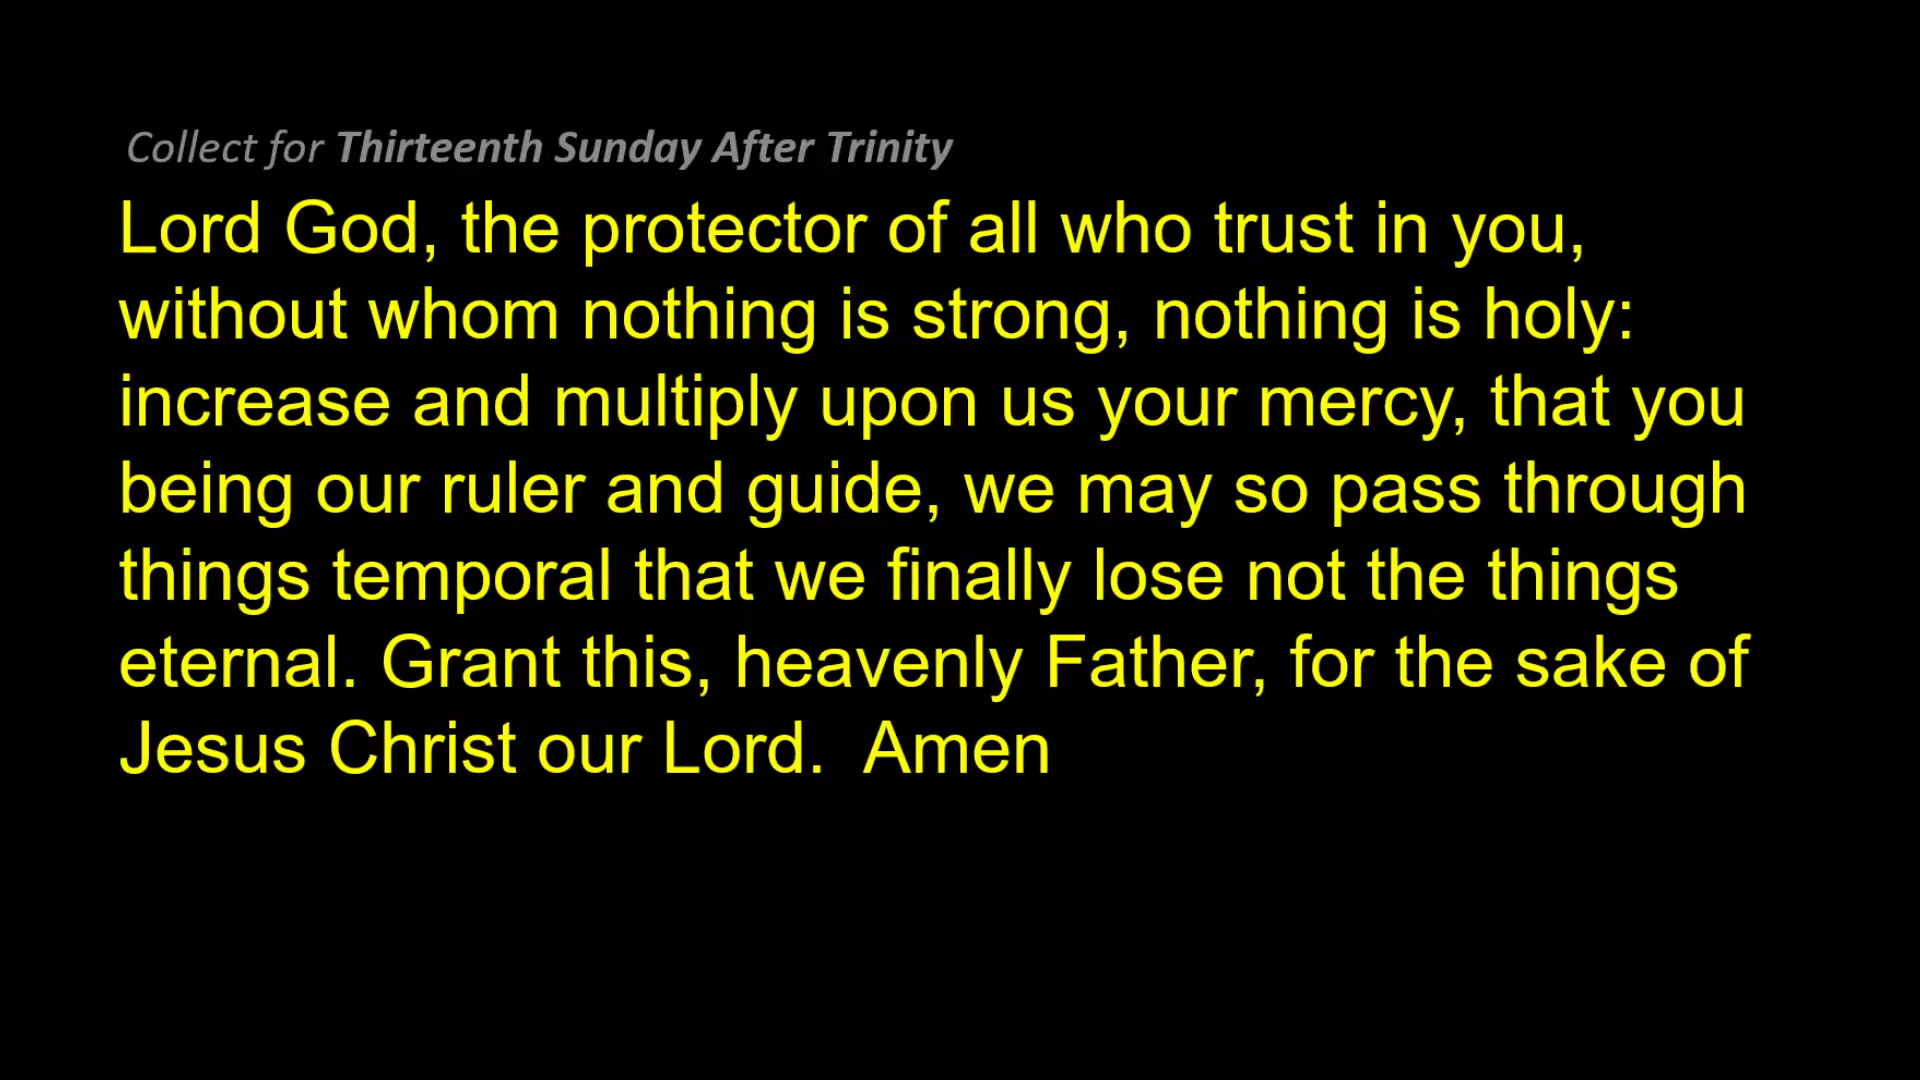 Collect for Thirteenth Sunday After Trinity
Lord God, the protector of all who trust in you,
without whom nothing is strong, nothing is holy:
increase and multiply upon us your mercy, that you
being our ruler and guide, we may so pass through
things temporal that we finally lose not the things
eternal. Grant this, heavenly Father, for the sake of
Jesus Christ our Lord.  Amen